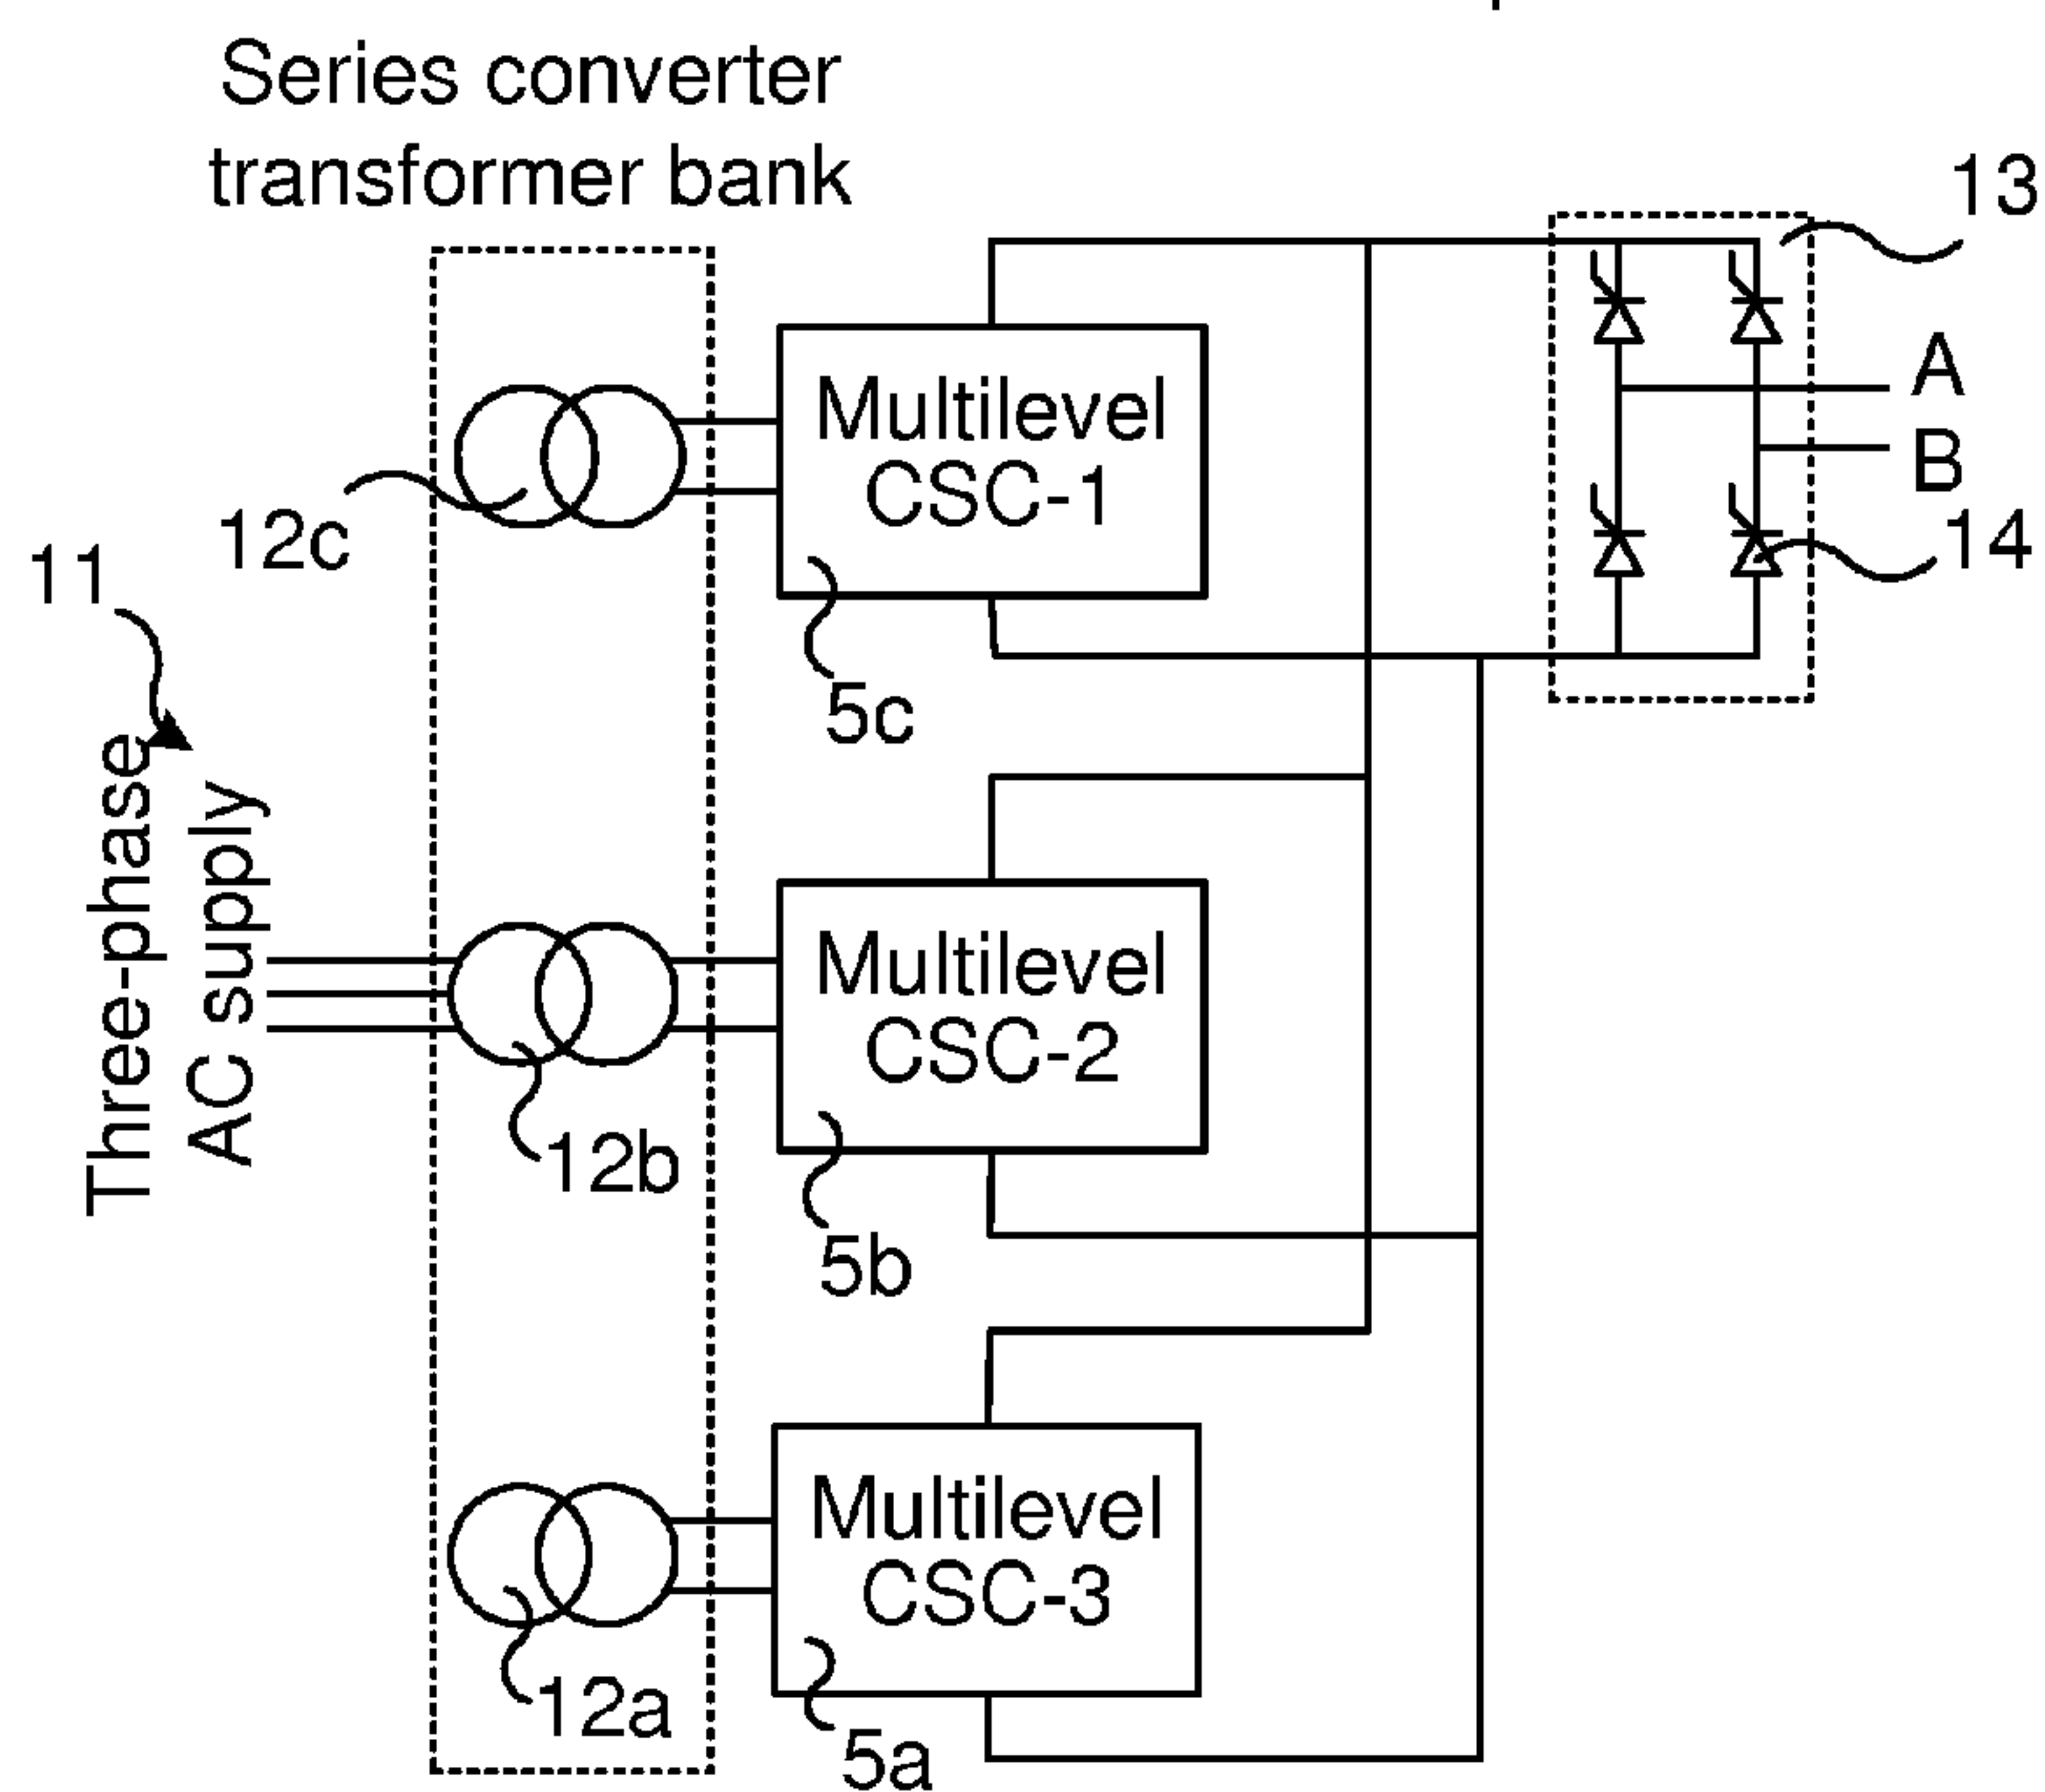 Series converter
transformer bank
13
Multilevel
CSC-1
A
B
12c
14
11
5c
Three-phase
AC supply
Multilevel
CSC-2
12b
5b
Multilevel
CSC-3
12a
5a